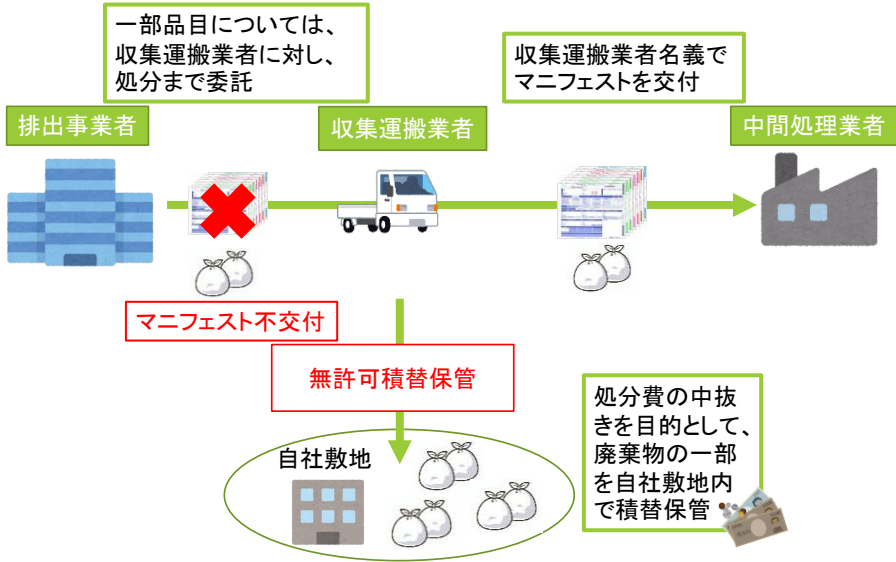 一部品目については、
収集運搬業者に対し、
処分まで委託
収集運搬業者名義で
マニフェストを交付
排出事業者
収集運搬業者
中間処理業者
マニフェスト不交付
無許可積替保管
自社敷地
処分費の中抜
きを目的として、
廃棄物の一部
を自社敷地内
で積替保管